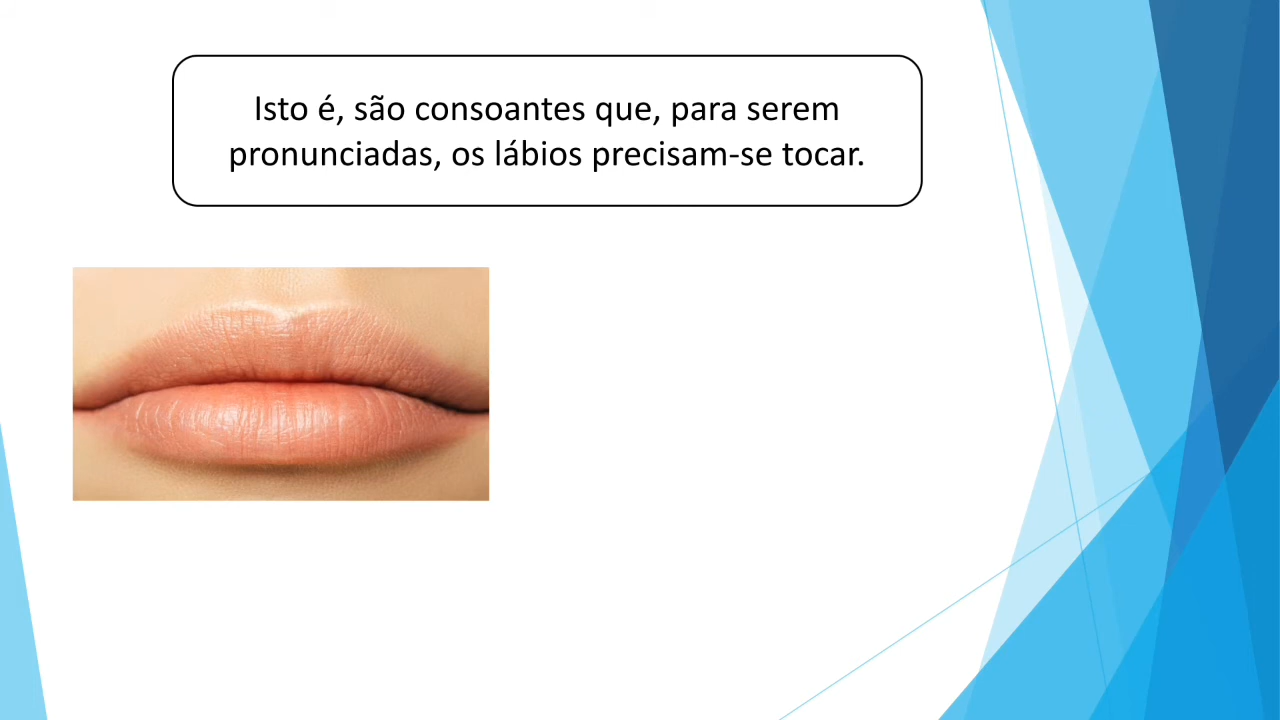 Isto é, são consoantes que, para serem
pronunciadas, os lábios precisam-se tocar.